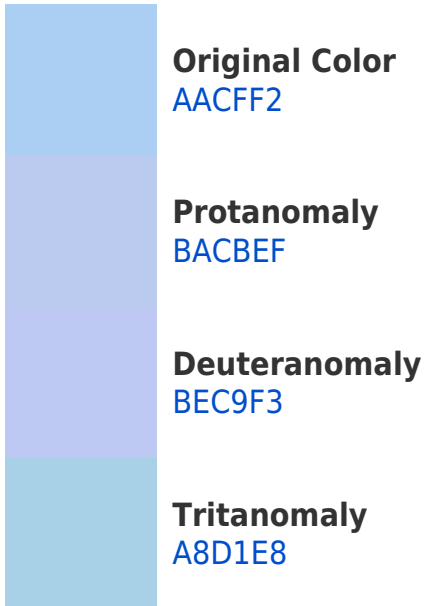 Original Color
AACFF2
Protanomaly
BACBEF
Deuteranomaly
BEC9F3
Tritanomaly
A8D1E8